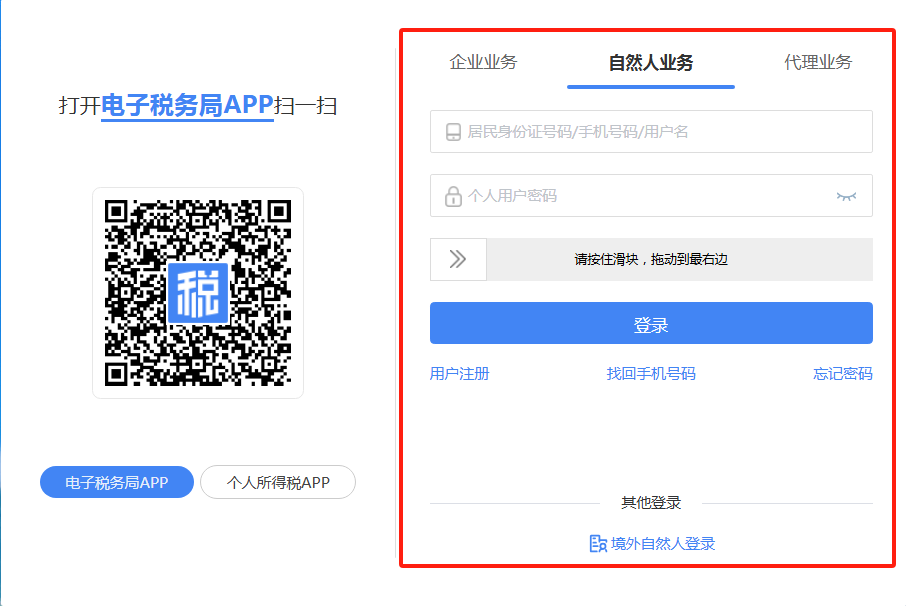 打开电子税务局APP扫一扫
税
电子税务局APP
个人所得税APP
企业业务
自然人业务
代理业务
居民身份证号码/手机号码/用户名
个人用户密码
请按住滑块，拖动到最右边
登录
用户注册
找回手机号码
忘记密码
其他登录
境外自然人登录